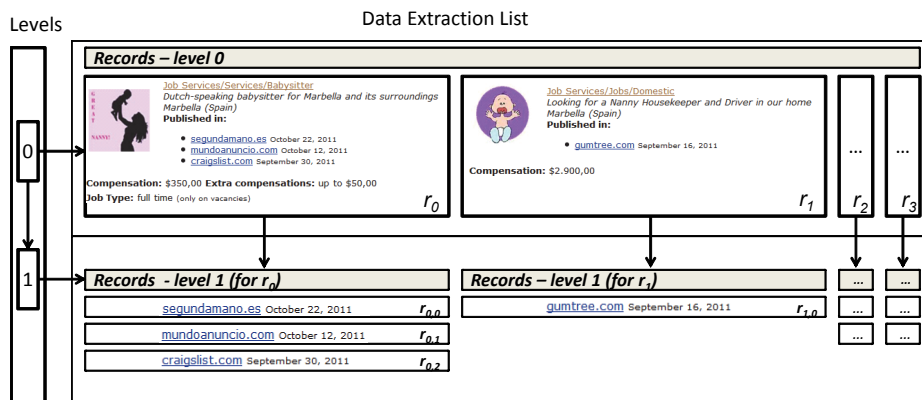 Levels
Data Extraction List
Records – level 0
GREAT
NANNY!
Job Services/Services/Babysitter
Dutch-speaking babysitter for Marbella and its surroundings
Marbella (Spain)
Published in:
• segundamano.es October 22, 2011
• mundoanuncio.com October 12, 2011
• craigslist.com September 30, 2011
Compensation: $350,00 Extra compensations: up to $50,00
Job Type: full time (only on vacancies)
r0
Job Services/Jobs/Domestic
Looking for a Nanny Housekeeper and Driver in our home
Marbella (Spain)
Published in:
• gumtree.com September 16, 2011
Compensation: $2.900,00
r1
...
r2
...
r3
0
1
Records - level 1 (for r0)
segundamano.es October 22, 2011 r0,0
mundoanuncio.com October 12, 2011 r0,1
craigslist.com September 30, 2011 r0,2
Records – level 1 (for r1)
gumtree.com September 16, 2011 r1,0
... ...
... ...
... ...